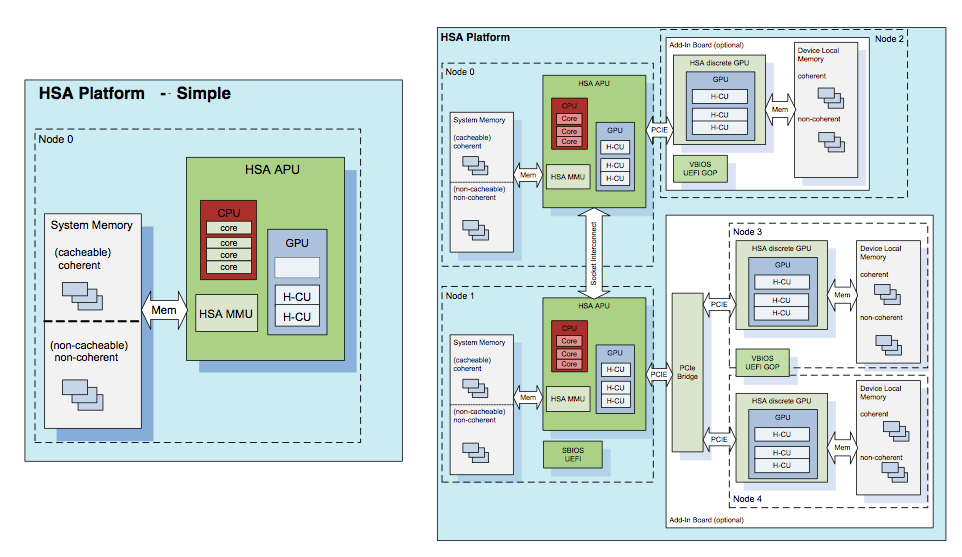 HSA Platform -- Simple
Node 0
HSA APU
CPU
core
core
core
core
GPU
H-CU
H-CU
HSA MMU
System Memory
(cacheable)
coherent
(non-cacheable)
non-coherent
Mem
HSA Platform
Node 0
System Memory
(cacheable)
coherent
(non-cacheable)
non-coherent
Mem
HSA APU
CPU
Core
Core
Core
GPU
H-CU
H-CU
H-CU
HSA MMU
PCIE
Node 2
Add-In Board (optional)
HSA discrete GPU
GPU
H-CU
H-CU
H-CU
Mem
Device Local
Memory
coherent
non-coherent
VBIOS
UEFI GOP
Socket Interconnect
Node 1
System Memory
(cacheable)
coherent
(non-cacheable)
non-coherent
Mem
HSA APU
CPU
Core
Core
Core
GPU
H-CU
H-CU
H-CU
HSA MMU
SBIOS
UEFI
PCIE
PCIe
Bridge
PCIE
PCIE
Node 3
HSA discrete GPU
GPU
H-CU
H-CU
H-CU
Mem
Device Local
Memory
coherent
non-coherent
VBIOS
UEFI GOP
HSA discrete GPU
GPU
H-CU
H-CU
H-CU
Mem
Device Local
Memory
coherent
non-coherent
Node 4
Add-In Board (optional)